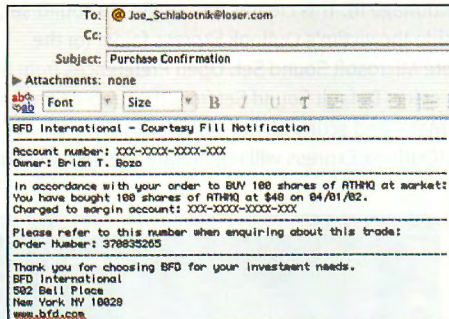 To: Joe_Schlabotnik@loser.com
Cc:
Subject: Purchase Confirmation
Attachments: none
abc ab Font Size B I U T
BFD International - Courtesy Fill Notification
Account number: XXX-XXXX-XXXX-XXX
Owner: Brian T. Bozo
In accordance with your order to BUY 100 shares of ATHMQ at market:
You have bought 100 shares of ATHMQ at $48 on 04/01/02.
Charged to margin account: XXX-XXXX-XXXX-XXX
Please refer to this number when enquiring about this trade:
Order Number: 370835265
Thank you for choosing BFD for your investment needs.
BFD International
502 Bell Place
New York NY 10028
www.bfd.com